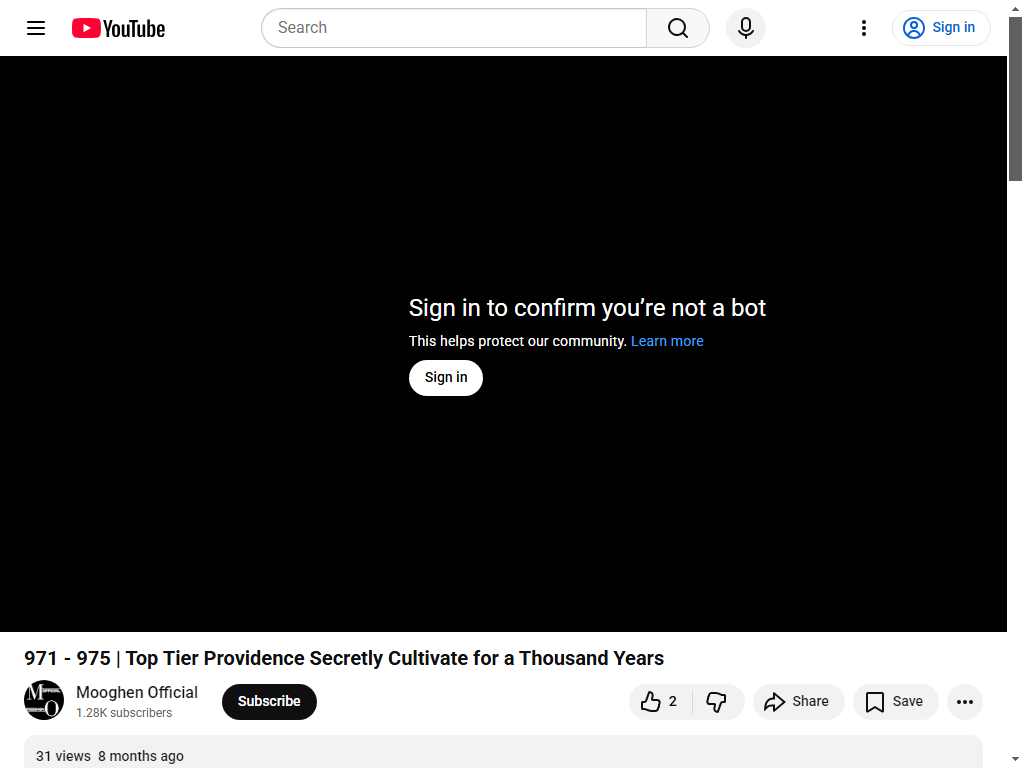 YouTube
Search
Sign in
Sign in to confirm you’re not a bot
This helps protect our community. Learn more
Sign in
971 - 975 | Top Tier Providence Secretly Cultivate for a Thousand Years
Mooghen Official
1.28K subscribers
Subscribe
2
Share
Save
31 views 8 months ago